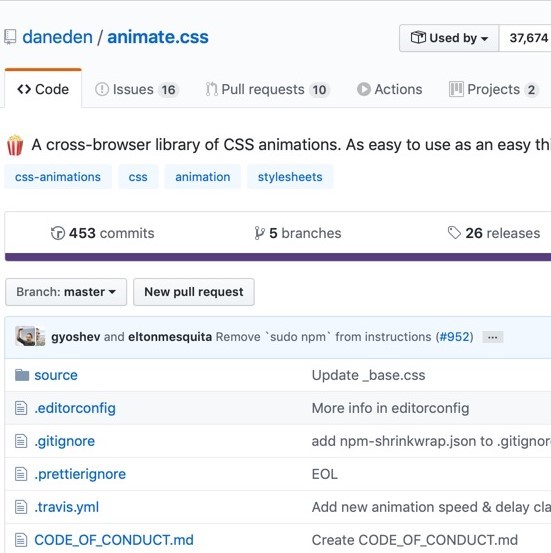 daneden / animate.css
Used by 37,674
Code Issues 16 Pull requests 10 Actions Projects 2
A cross-browser library of CSS animations. As easy to use as an easy
css-animations css animation stylesheets
453 commits 5 branches 26 releases
Branch: master New pull request
gyoshev and eltonmesquita Remove `sudo npm` from instructions (#952) ...
source Update _base.css
.editorconfig More info in editorconfig
.gitignore add npm-shrinkwrap.json to
.prettierignore EOL
.travis.yml Add new animation speed & delay
CODE_OF_CONDUCT.md Create CODE_OF_CONDUCT.md